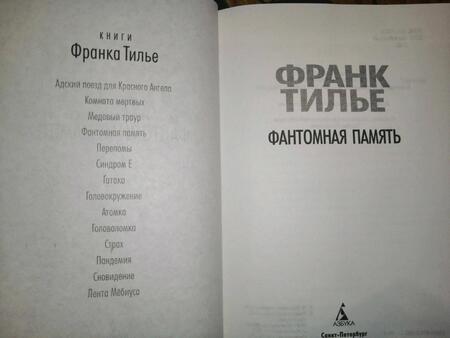 КНИГИ
Франка Тилье
Адский поезд для Красного Ангела
Комната мертвых
Медовый траур
Фантомная память
Переломы
Синдром Е
Гатака
Головокружение
Атомка
Головоломка
Страх
Пандемия
Сновидение
Лента Мёбиуса
ФРАНК
ТИЛЬЕ
ФАНТОМНАЯ ПАМЯТЬ
АЗБУКА
Санкт-Петербург